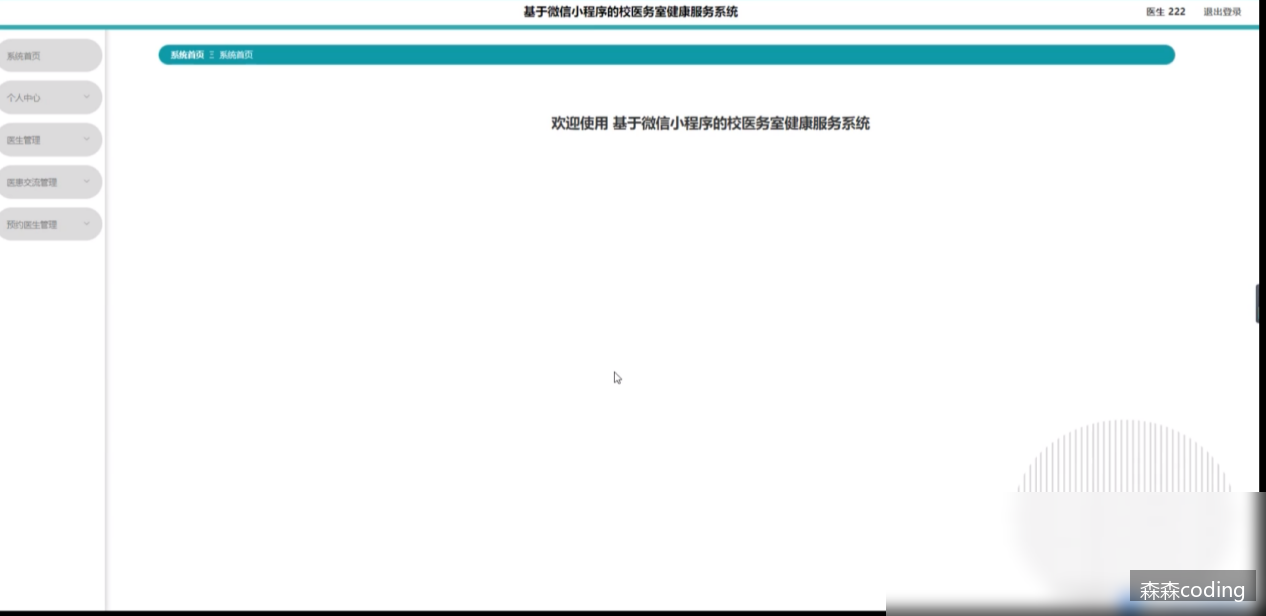 基于微信小程序的校医务室健康服务系统
医生 222
退出登录
系统首页
个人中心
医生管理
医患交流管理
预约医生管理
系统首页 Ξ 系统首页
欢迎使用 基于微信小程序的校医务室健康服务系统
森森coding